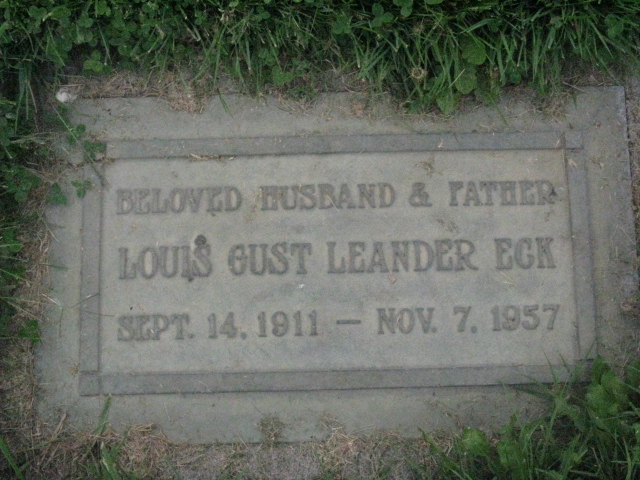 BELOVED HUSBAND & FATHER
LOUIS GUST LEANDER ECK
SEPT. 14, 1911 — NOV. 7, 1957